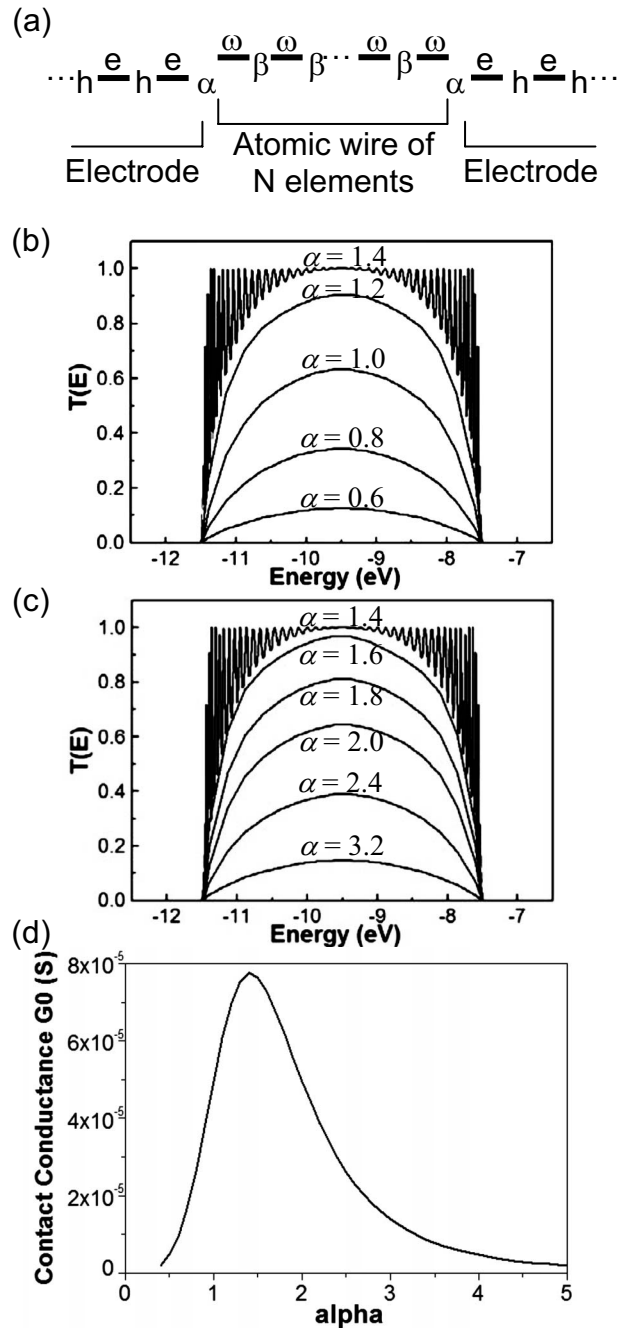 (a)
ω ω ω ω
e e β β⋯ β e e
⋯h h α α h h⋯
Atomic wire of
Electrode N elements Electrode
(b)
α = 1.4
1.0
α = 1.2
0.8
α = 1.0
T(E)
0.6
0.4
α = 0.8
0.2
α = 0.6
0.0
-12 -11 -10 -9 -8 -7
Energy (eV)
(c)
α = 1.4
1.0
α = 1.6
0.8
α = 1.8
T(E)
0.6
α = 2.0
0.4
α = 2.4
0.2
α = 3.2
0.0
-12 -11 -10 -9 -8 -7
Energy (eV)
(d)
Contact Conductance G0 (S)
8x10-5
6x10-5
4x10-5
2x10-5
0
0 1 2 3 4 5
alpha